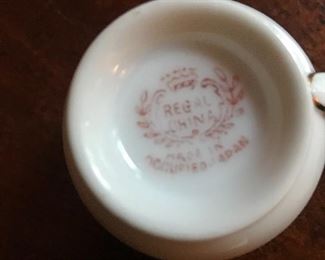 REGAL
CHINA
MADE IN
OCCUPIED JAPAN